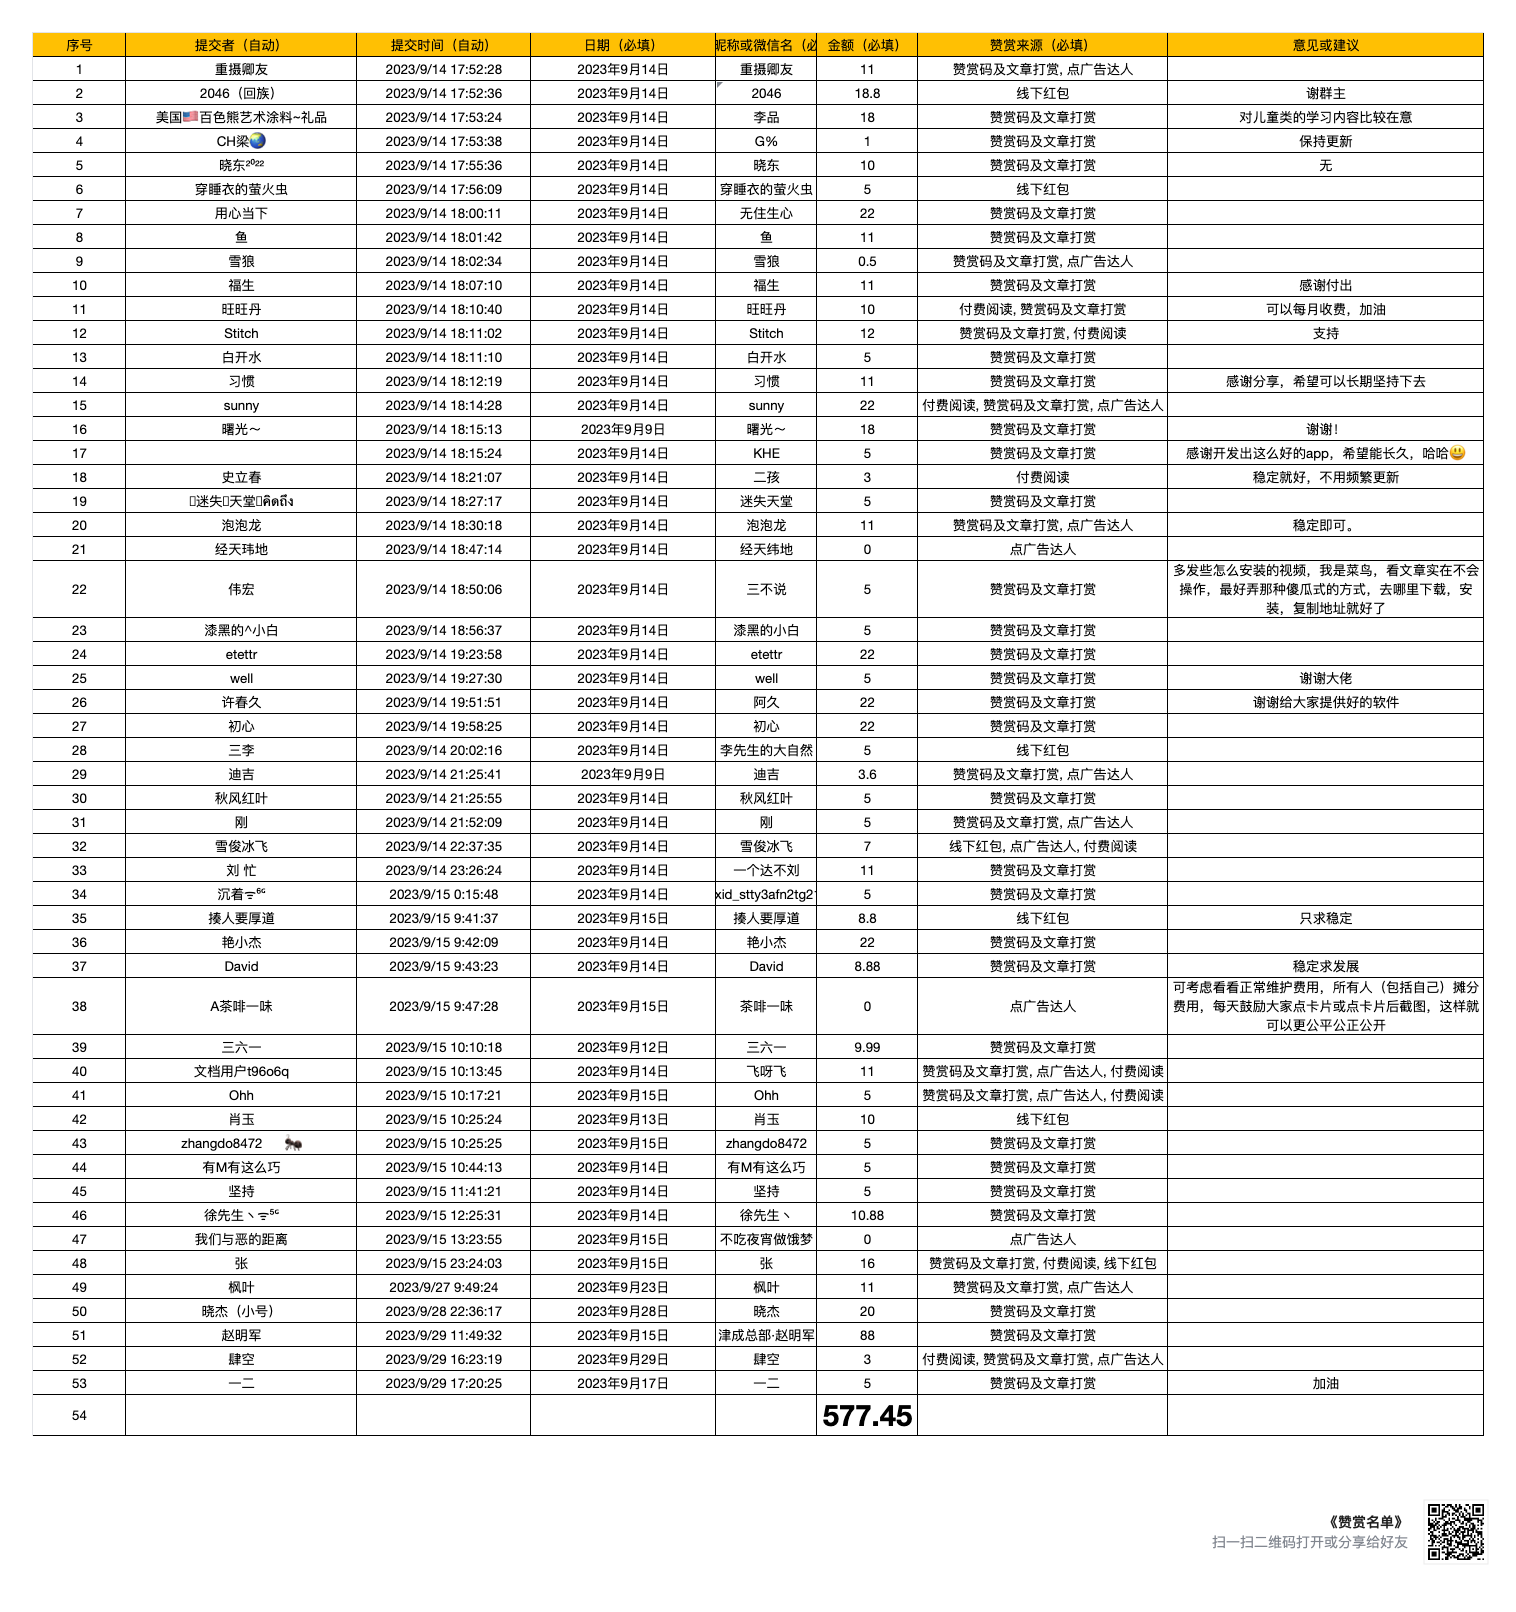 序号 提交者（自动） 提交时间（自动） 日期（必填） 昵称或微信名（必 金额（必填） 赞赏来源（必填） 意见或建议
1 重摄卿友 2023/9/14 17:52:28 2023年9月14日 重摄卿友 11 赞赏码及文章打赏, 点广告达人
2 2046（回族） 2023/9/14 17:52:36 2023年9月14日 2046 18.8 线下红包 谢群主
3 美国🇺🇸百色熊艺术涂料~礼品 2023/9/14 17:53:24 2023年9月14日 李品 18 赞赏码及文章打赏 对儿童类的学习内容比较在意
4 CH梁🌏 2023/9/14 17:53:38 2023年9月14日 G% 1 赞赏码及文章打赏 保持更新
5 晓东²⁰²² 2023/9/14 17:55:36 2023年9月14日 晓东 10 赞赏码及文章打赏 无
6 穿睡衣的萤火虫 2023/9/14 17:56:09 2023年9月14日 穿睡衣的萤火虫 5 线下红包
7 用心当下 2023/9/14 18:00:11 2023年9月14日 无住生心 22 赞赏码及文章打赏
8 鱼 2023/9/14 18:01:42 2023年9月14日 鱼 11 赞赏码及文章打赏
9 雪狼 2023/9/14 18:02:34 2023年9月14日 雪狼 0.5 赞赏码及文章打赏, 点广告达人
10 福生 2023/9/14 18:07:10 2023年9月14日 福生 11 赞赏码及文章打赏 感谢付出
11 旺旺丹 2023/9/14 18:10:40 2023年9月14日 旺旺丹 10 付费阅读, 赞赏码及文章打赏 可以每月收费，加油
12 Stitch 2023/9/14 18:11:02 2023年9月14日 Stitch 12 赞赏码及文章打赏, 付费阅读 支持
13 白开水 2023/9/14 18:11:10 2023年9月14日 白开水 5 赞赏码及文章打赏
14 习惯 2023/9/14 18:12:19 2023年9月14日 习惯 11 赞赏码及文章打赏 感谢分享，希望可以长期坚持下去
15 sunny 2023/9/14 18:14:28 2023年9月14日 sunny 22 付费阅读, 赞赏码及文章打赏, 点广告达人
16 曙光～ 2023/9/14 18:15:13 2023年9月9日 曙光～ 18 赞赏码及文章打赏 谢谢！
17 2023/9/14 18:15:24 2023年9月14日 KHE 5 赞赏码及文章打赏 感谢开发出这么好的app，希望能长久，哈哈😃
18 史立春 2023/9/14 18:21:07 2023年9月14日 二孩 3 付费阅读 稳定就好，不用频繁更新
19 迷失天堂คิดถึง 2023/9/14 18:27:17 2023年9月14日 迷失天堂 5 赞赏码及文章打赏
20 泡泡龙 2023/9/14 18:30:18 2023年9月14日 泡泡龙 11 赞赏码及文章打赏, 点广告达人 稳定即可。
21 经天玮地 2023/9/14 18:47:14 2023年9月14日 经天纬地 0 点广告达人
22 伟宏 2023/9/14 18:50:06 2023年9月14日 三不说 5 赞赏码及文章打赏 多发些怎么安装的视频，我是菜鸟，看文章实在不会
操作，最好弄那种傻瓜式的方式，去哪里下载，安
装，复制地址就好了
23 漆黑的^小白 2023/9/14 18:56:37 2023年9月14日 漆黑的小白 5 赞赏码及文章打赏
24 etettr 2023/9/14 19:23:58 2023年9月14日 etettr 22 赞赏码及文章打赏
25 well 2023/9/14 19:27:30 2023年9月14日 well 5 赞赏码及文章打赏 谢谢大佬
26 许春久 2023/9/14 19:51:51 2023年9月14日 阿久 22 赞赏码及文章打赏 谢谢给大家提供好的软件
27 初心 2023/9/14 19:58:25 2023年9月14日 初心 22 赞赏码及文章打赏
28 三李 2023/9/14 20:02:16 2023年9月14日 李先生的大自然 5 线下红包
29 迪吉 2023/9/14 21:25:41 2023年9月9日 迪吉 3.6 赞赏码及文章打赏, 点广告达人
30 秋风红叶 2023/9/14 21:25:55 2023年9月14日 秋风红叶 5 赞赏码及文章打赏
31 刚 2023/9/14 21:52:09 2023年9月14日 刚 5 赞赏码及文章打赏, 点广告达人
32 雪俊冰飞 2023/9/14 22:37:35 2023年9月14日 雪俊冰飞 7 线下红包, 点广告达人, 付费阅读
33 刘 忙 2023/9/14 23:26:24 2023年9月14日 一个达不刘 11 赞赏码及文章打赏
34 沉着ᯤ⁶ᴳ 2023/9/15 0:15:48 2023年9月14日 xid_stty3afn2tg21 5 赞赏码及文章打赏
35 揍人要厚道 2023/9/15 9:41:37 2023年9月15日 揍人要厚道 8.8 线下红包 只求稳定
36 艳小杰 2023/9/15 9:42:09 2023年9月14日 艳小杰 22 赞赏码及文章打赏
37 David 2023/9/15 9:43:23 2023年9月14日 David 8.88 赞赏码及文章打赏 稳定求发展
38 A茶啡一味 2023/9/15 9:47:28 2023年9月15日 茶啡一味 0 点广告达人 可考虑看看正常维护费用，所有人（包括自己）摊分
费用，每天鼓励大家点卡片或点卡片后截图，这样就
可以更公平公正公开
39 三六一 2023/9/15 10:10:18 2023年9月12日 三六一 9.99 赞赏码及文章打赏
40 文档用户t96o6q 2023/9/15 10:13:45 2023年9月14日 飞呀飞 11 赞赏码及文章打赏, 点广告达人, 付费阅读
41 Ohh 2023/9/15 10:17:21 2023年9月15日 Ohh 5 赞赏码及文章打赏, 点广告达人, 付费阅读
42 肖玉 2023/9/15 10:25:24 2023年9月13日 肖玉 10 线下红包
43 zhangdo8472 🐜 2023/9/15 10:25:25 2023年9月15日 zhangdo8472 5 赞赏码及文章打赏
44 有M有这么巧 2023/9/15 10:44:13 2023年9月14日 有M有这么巧 5 赞赏码及文章打赏
45 坚持 2023/9/15 11:41:21 2023年9月14日 坚持 5 赞赏码及文章打赏
46 徐先生丶ᯤ⁵ᴳ 2023/9/15 12:25:31 2023年9月14日 徐先生丶 10.88 赞赏码及文章打赏
47 我们与恶的距离 2023/9/15 13:23:55 2023年9月15日 不吃夜宵做饿梦 0 点广告达人
48 张 2023/9/15 23:24:03 2023年9月15日 张 16 赞赏码及文章打赏, 付费阅读, 线下红包
49 枫叶 2023/9/27 9:49:24 2023年9月23日 枫叶 11 赞赏码及文章打赏, 点广告达人
50 晓杰（小号） 2023/9/28 22:36:17 2023年9月28日 晓杰 20 赞赏码及文章打赏
51 赵明军 2023/9/29 11:49:32 2023年9月15日 津成总部·赵明军 88 赞赏码及文章打赏
52 肆空 2023/9/29 16:23:19 2023年9月29日 肆空 3 付费阅读, 赞赏码及文章打赏, 点广告达人
53 一二 2023/9/29 17:20:25 2023年9月17日 一二 5 赞赏码及文章打赏 加油
54 577.45
《赞赏名单》
扫一扫二维码打开或分享给好友